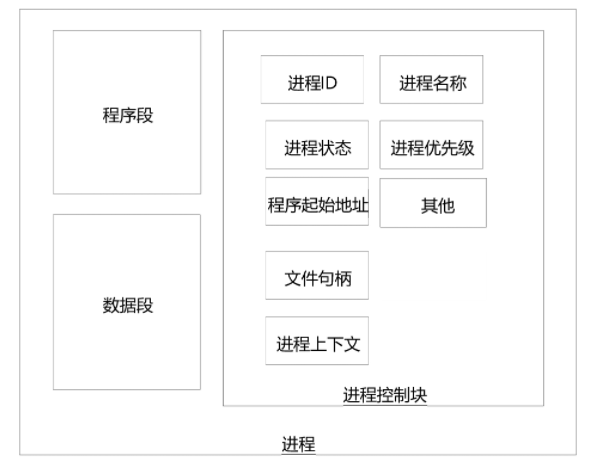 程序段
数据段
进程ID
进程名称
进程状态
进程优先级
程序起始地址
其他
文件句柄
进程上下文
进程控制块
进程